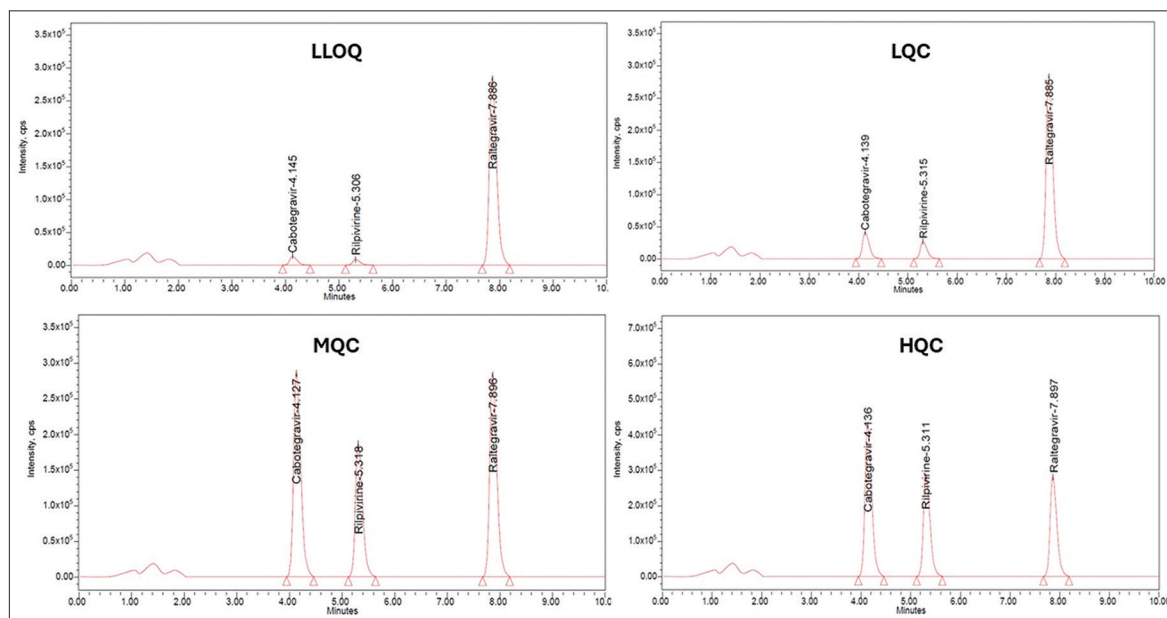 LLOQ
Intensity, cps
3.5x10⁵
3.0x10⁵
2.5x10⁵
2.0x10⁵
1.5x10⁵
1.0x10⁵
0.5x10⁵
0.00
Cabotegravir-4.145
Rilpivirine-5.306
Raltegravir-7.886
0.00 1.00 2.00 3.00 4.00 5.00 6.00 7.00 8.00 9.00 10.
Minutes
LQC
Intensity, cps
3.5x10⁵
3.0x10⁵
2.5x10⁵
2.0x10⁵
1.5x10⁵
1.0x10⁵
0.5x10⁵
0.00
Cabotegravir-4.139
Rilpivirine-5.315
Raltegravir-7.885
0.00 1.00 2.00 3.00 4.00 5.00 6.00 7.00 8.00 9.00 10.00
Minutes
MQC
Intensity, cps
3.5x10⁵
3.0x10⁵
2.5x10⁵
2.0x10⁵
1.5x10⁵
1.0x10⁵
0.5x10⁵
0.00
Cabotegravir-4.127
Rilpivirine-5.318
Raltegravir-7.896
0.00 1.00 2.00 3.00 4.00 5.00 6.00 7.00 8.00 9.00 10.0
Minutes
HQC
Intensity, cps
7.0x10⁵
6.0x10⁵
5.0x10⁵
4.0x10⁵
3.0x10⁵
2.0x10⁵
1.0x10⁵
0.00
Cabotegravir-4.136
Rilpivirine-5.311
Raltegravir-7.897
0.00 1.00 2.00 3.00 4.00 5.00 6.00 7.00 8.00 9.00 10.0
Minutes